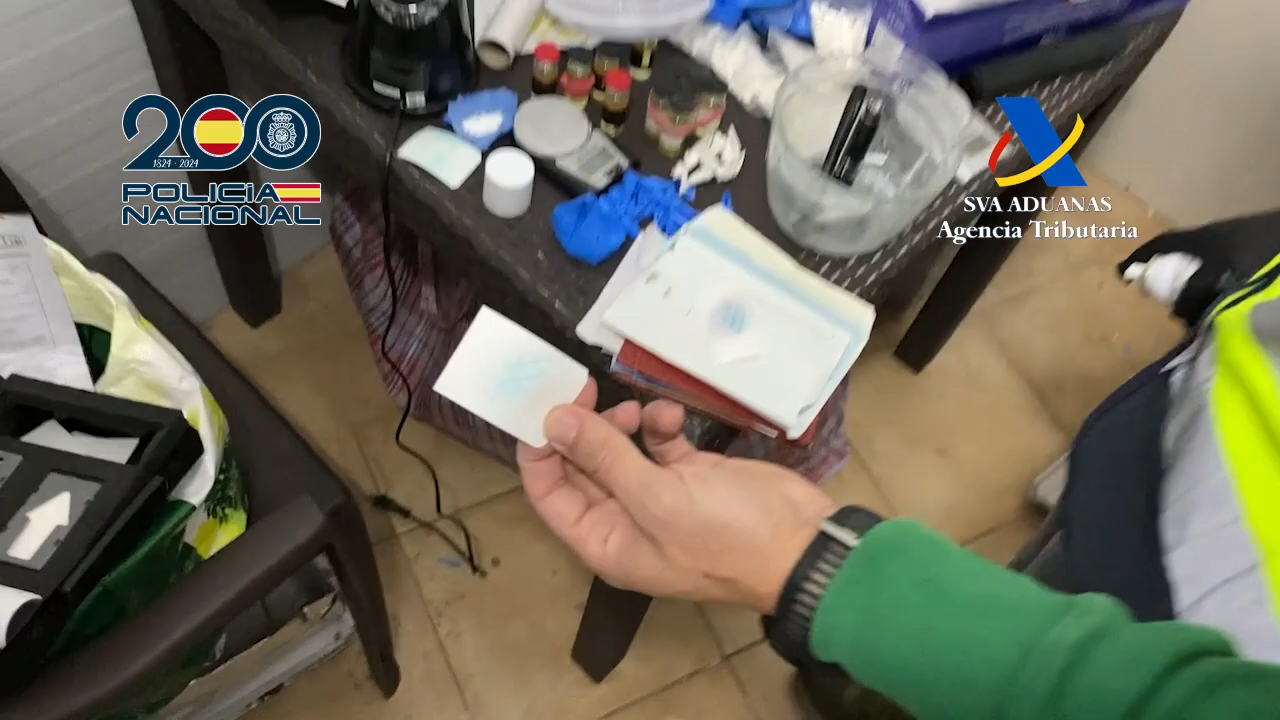 200
1824 - 2024
POLICIA
NACIONAL
SVA ADUANAS
Agencia Tributaria